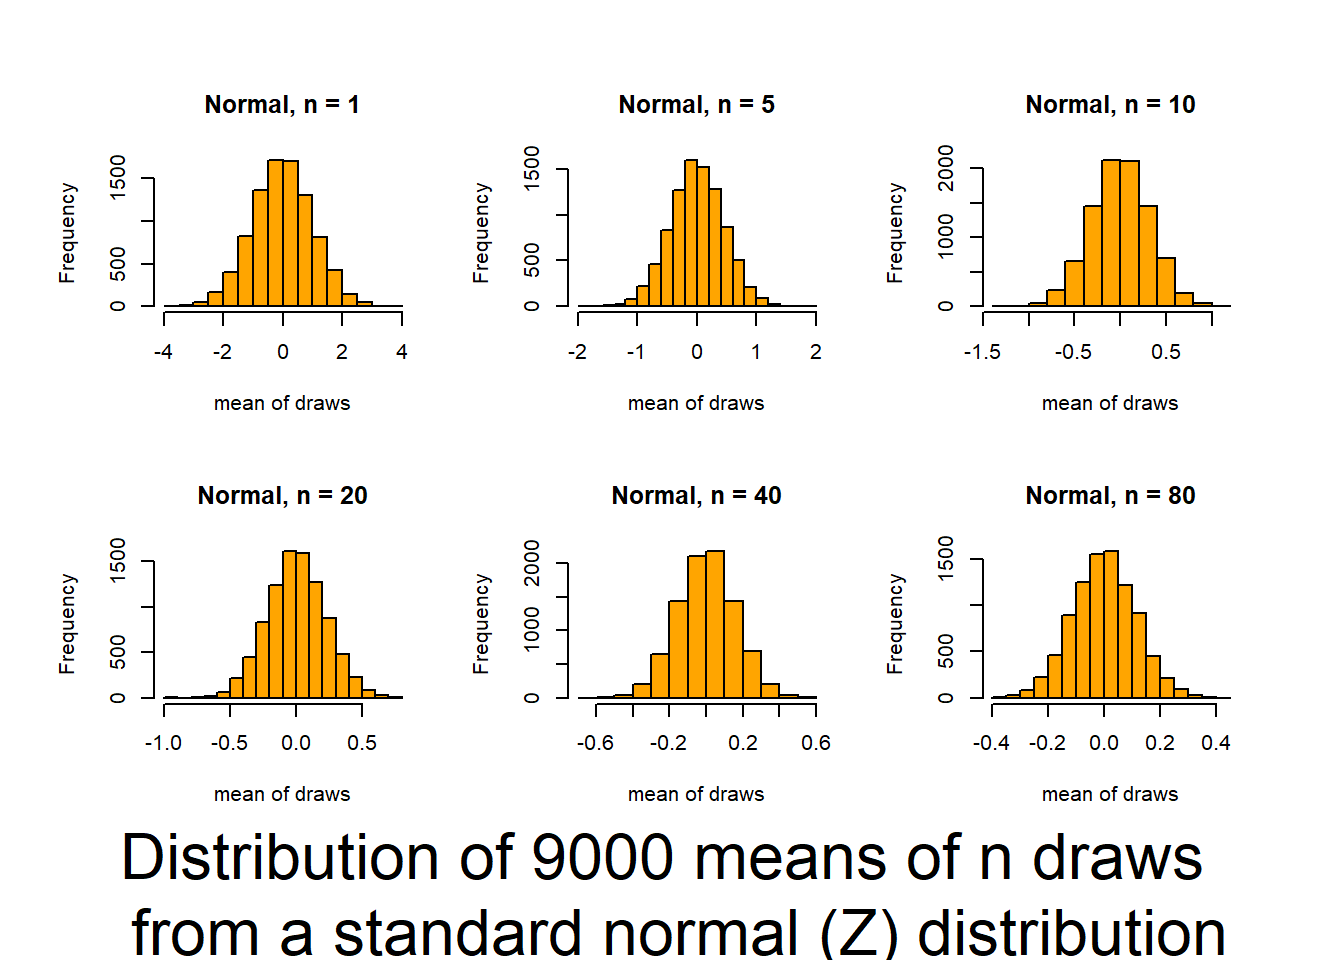 Normal, n = 1
Frequency
0 500 1500
-4 -2 0 2 4
mean of draws
Normal, n = 5
Frequency
0 500 1500
-2 -1 0 1 2
mean of draws
Normal, n = 10
Frequency
0 1000 2000
-1.5 -0.5 0.5
mean of draws
Normal, n = 20
Frequency
0 500 1500
-1.0 -0.5 0.0 0.5
mean of draws
Normal, n = 40
Frequency
0 1000 2000
-0.6 -0.2 0.2 0.6
mean of draws
Normal, n = 80
Frequency
0 500 1500
-0.4 -0.2 0.0 0.2 0.4
mean of draws
Distribution of 9000 means of n draws
from a standard normal (Z) distribution